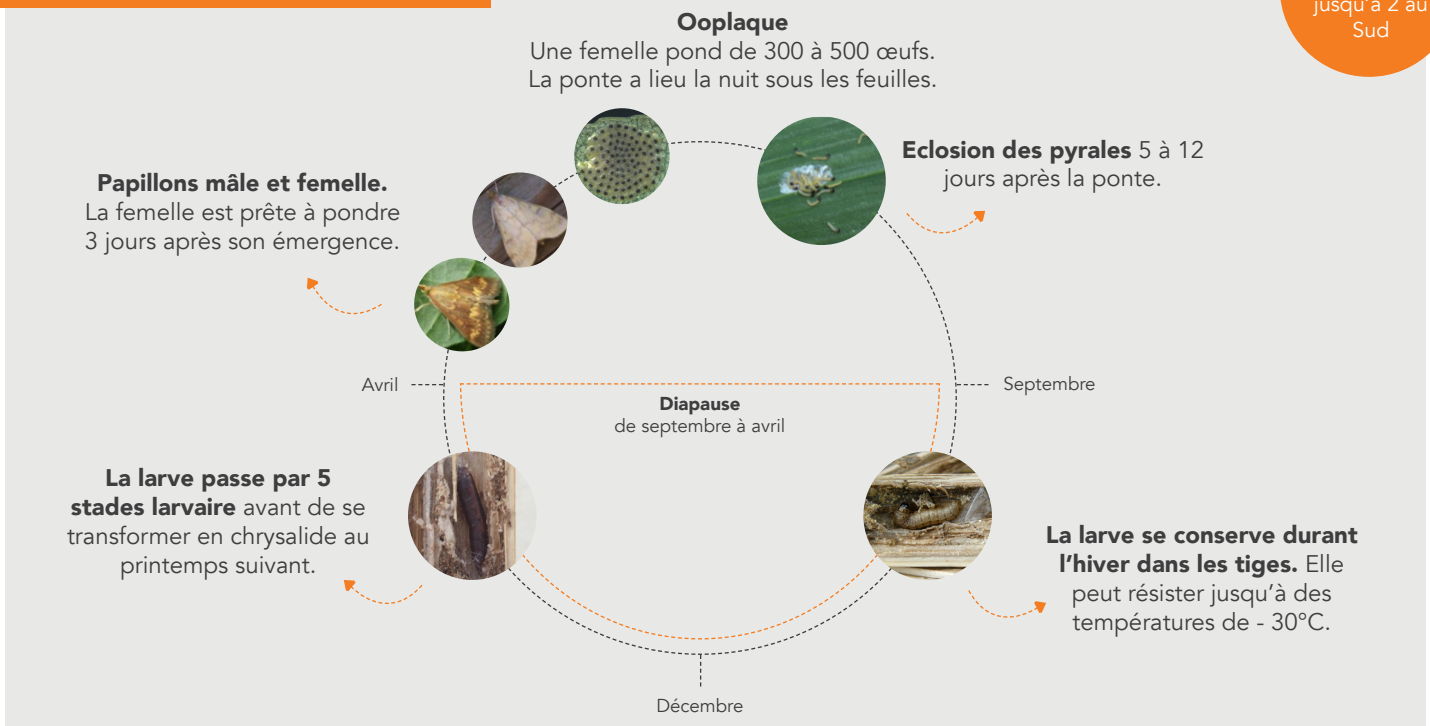 jusqu'à 2 au
Sud
Ooplaque
Une femelle pond de 300 à 500 œufs.
La ponte a lieu la nuit sous les feuilles.
Eclosion des pyrales 5 à 12
jours après la ponte.
Papillons mâle et femelle.
La femelle est prête à pondre
3 jours après son émergence.
Avril
Septembre
Diapause
de septembre à avril
La larve passe par 5
stades larvaire avant de se
transformer en chrysalide au
printemps suivant.
La larve se conserve durant
l'hiver dans les tiges. Elle
peut résister jusqu'à des
températures de - 30°C.
Décembre